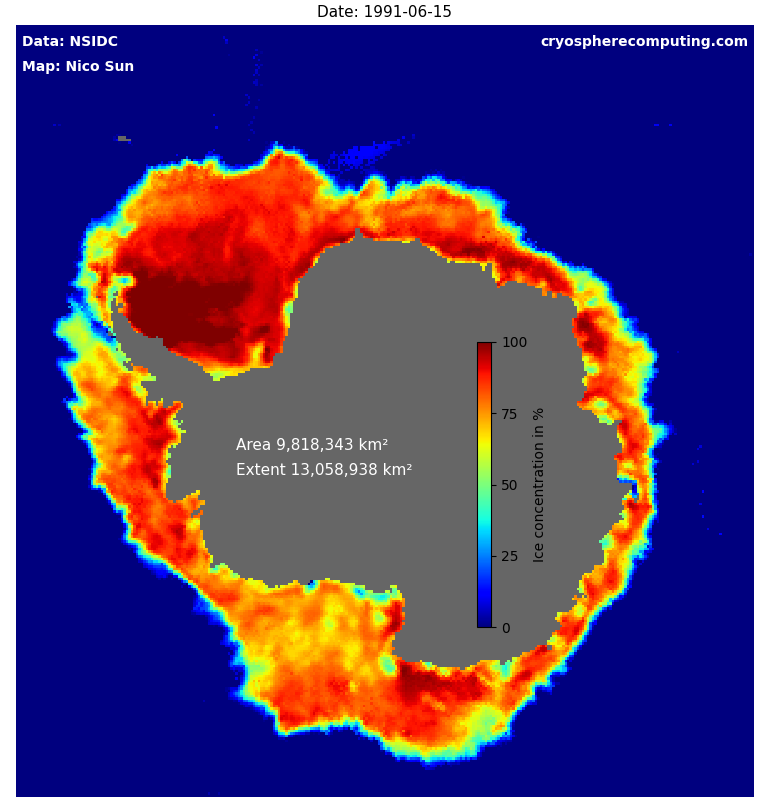 Date: 1991-06-15
Data: NSIDC
cryospherecomputing.com
Map: Nico Sun
100
75
50
25
0
Ice concentration in %
Area 9,818,343 km²
Extent 13,058,938 km²